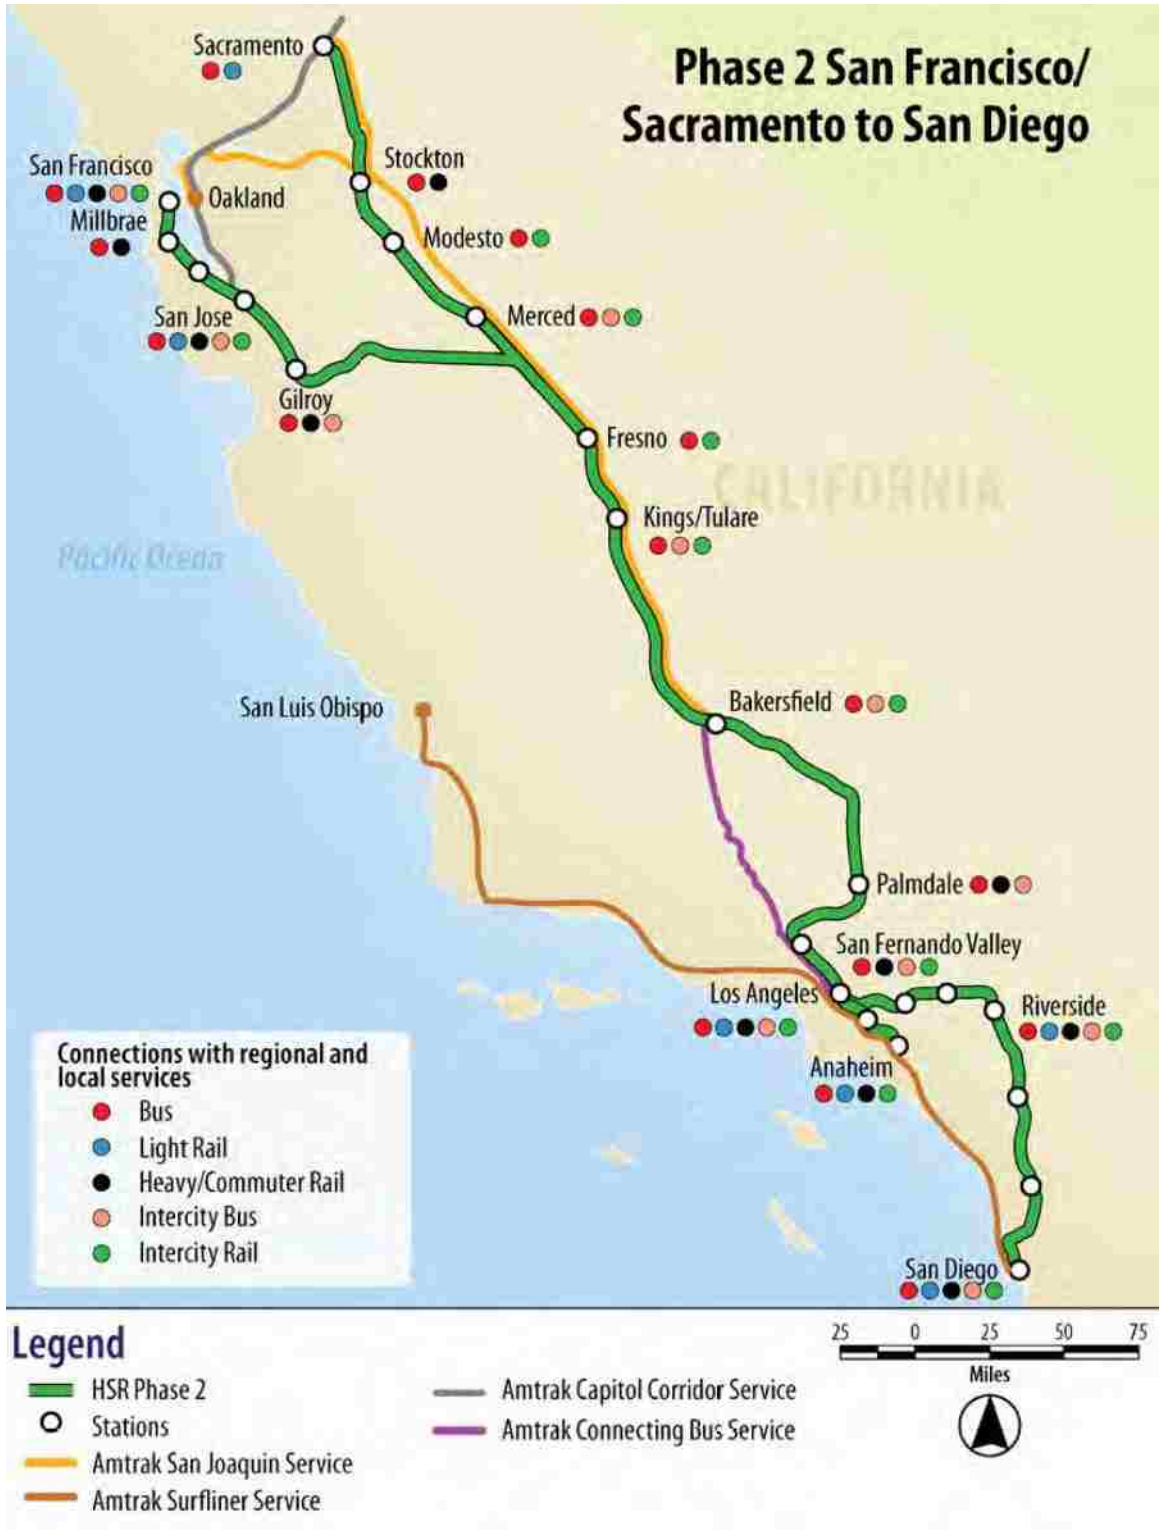 Phase 2 San Francisco/
Sacramento to San Diego
Sacramento
San Francisco
Oakland
Millbrae
Stockton
Modesto
San Jose
Merced
Gilroy
Fresno
CALIFORNIA
Kings/Tulare
Pacific Ocean
San Luis Obispo
Bakersfield
Palmdale
San Fernando Valley
Los Angeles
Riverside
Anaheim
San Diego
Connections with regional and
local services
Bus
Light Rail
Heavy/Commuter Rail
Intercity Bus
Intercity Rail
Legend
HSR Phase 2
Stations
Amtrak San Joaquin Service
Amtrak Surfliner Service
Amtrak Capitol Corridor Service
Amtrak Connecting Bus Service
25 0 25 50 75
Miles